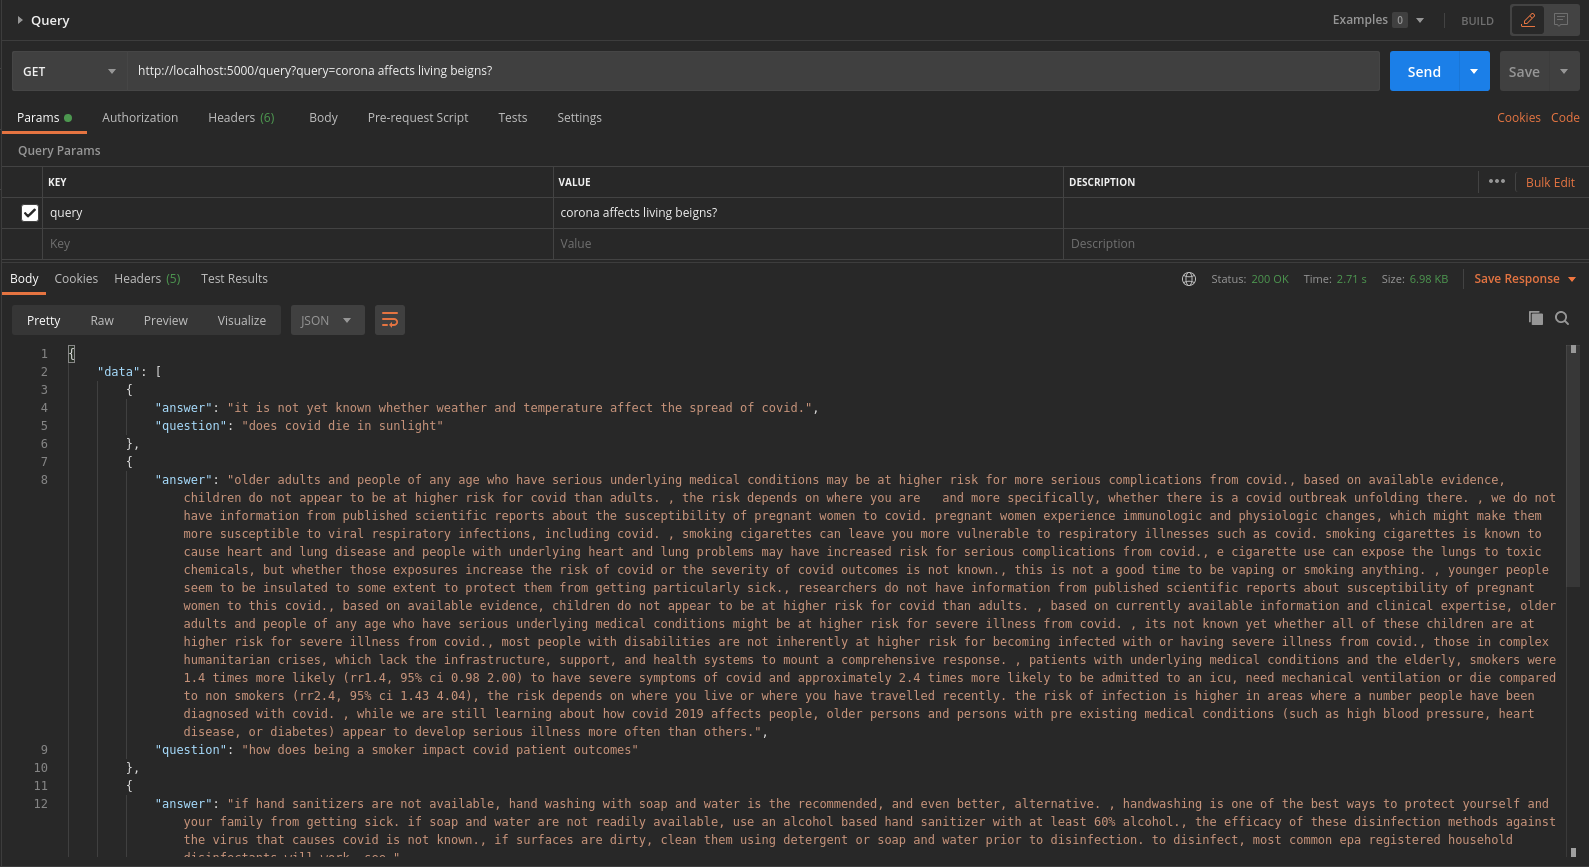 Query
Examples 0 BUILD
GET http://localhost:5000/query?query=corona affects living beigns? Send Save
Params Authorization Headers (6) Body Pre-request Script Tests Settings Cookies Code
Query Params
KEY VALUE DESCRIPTION ••• Bulk Edit
query corona affects living beigns?
Key Value Description
Body Cookies Headers (5) Test Results Status: 200 OK Time: 2.71 s Size: 6.98 KB Save Response
Pretty Raw Preview Visualize JSON
1 {
2 "data": [
3 {
4 "answer": "it is not yet known whether weather and temperature affect the spread of covid.",
5 "question": "does covid die in sunlight"
6 },
7 {
8 "answer": "older adults and people of any age who have serious underlying medical conditions may be at higher risk for more serious complications from covid., based on available evidence,
children do not appear to be at higher risk for covid than adults. , the risk depends on where you are   and more specifically, whether there is a covid outbreak unfolding there. , we do not
have information from published scientific reports about the susceptibility of pregnant women to covid. pregnant women experience immunologic and physiologic changes, which might make them
more susceptible to viral respiratory infections, including covid. , smoking cigarettes can leave you more vulnerable to respiratory illnesses such as covid. smoking cigarettes is known to
cause heart and lung disease and people with underlying heart and lung problems may have increased risk for serious complications from covid., e cigarette use can expose the lungs to toxic
chemicals, but whether those exposures increase the risk of covid or the severity of covid outcomes is not known., this is not a good time to be vaping or smoking anything. , younger people
seem to be insulated to some extent to protect them from getting particularly sick., researchers do not have information from published scientific reports about susceptibility of pregnant
women to this covid., based on available evidence, children do not appear to be at higher risk for covid than adults. , based on currently available information and clinical expertise, older
adults and people of any age who have serious underlying medical conditions might be at higher risk for severe illness from covid. , its not known yet whether all of these children are at
higher risk for severe illness from covid., most people with disabilities are not inherently at higher risk for becoming infected with or having severe illness from covid., those in complex
humanitarian crises, which lack the infrastructure, support, and health systems to mount a comprehensive response. , patients with underlying medical conditions and the elderly, smokers were
1.4 times more likely (rr1.4, 95% ci 0.98 2.00) to have severe symptoms of covid and approximately 2.4 times more likely to be admitted to an icu, need mechanical ventilation or die compared
to non smokers (rr2.4, 95% ci 1.43 4.04), the risk depends on where you live or where you have travelled recently. the risk of infection is higher in areas where a number people have been
diagnosed with covid. , while we are still learning about how covid 2019 affects people, older persons and persons with pre existing medical conditions (such as high blood pressure, heart
disease, or diabetes) appear to develop serious illness more often than others.",
9 "question": "how does being a smoker impact covid patient outcomes"
10 },
11 {
12 "answer": "if hand sanitizers are not available, hand washing with soap and water is the recommended, and even better, alternative. , handwashing is one of the best ways to protect yourself and
your family from getting sick. if soap and water are not readily available, use an alcohol based hand sanitizer with at least 60% alcohol., the efficacy of these disinfection methods against
the virus that causes covid is not known., if surfaces are dirty, clean them using detergent or soap and water prior to disinfection. to disinfect, most common epa registered household
disinfectants will work. see "